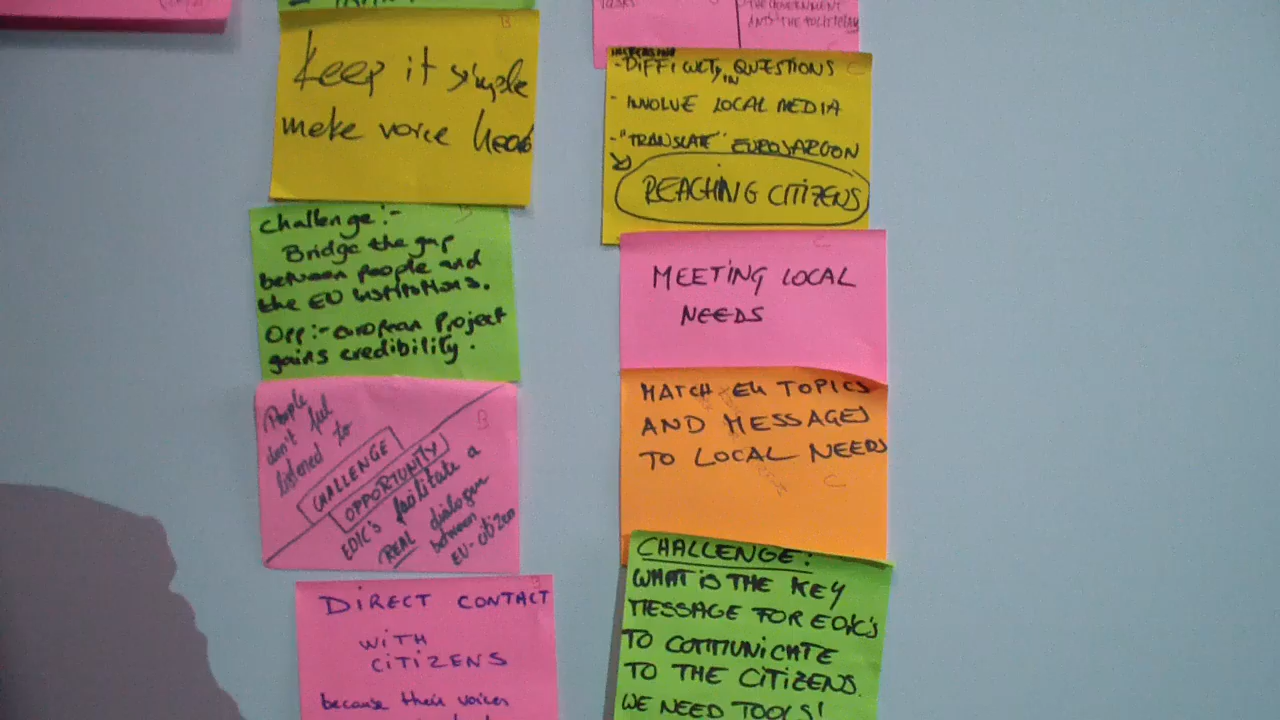 Keep it simple
make voice
Challenge:-
Bridge the gap
between people and
the EU institutions.
Opp:- European Project
gains credibility.
People
don't feel
listened to
CHALLENGE
OPPORTUNITY
EDIC's facilitate a
REAL dialogue
between
EU-citizen
DIRECT CONTACT
WITH
CITIZENS
because their voices
TASKS
THE GOVERNMENT
- DIFFICULTY IN QUESTIONS
- INVOLVE LOCAL MEDIA
- "TRANSLATE" EUROJARGON
REACHING CITIZENS
MEETING LOCAL
NEEDS
MATCH EU TOPICS
AND MESSAGES
TO LOCAL NEEDS
CHALLENGE:
WHAT IS THE KEY
MESSAGE FOR EDIC'S
TO COMMUNICATE
TO THE CITIZENS.
WE NEED TOOLS!